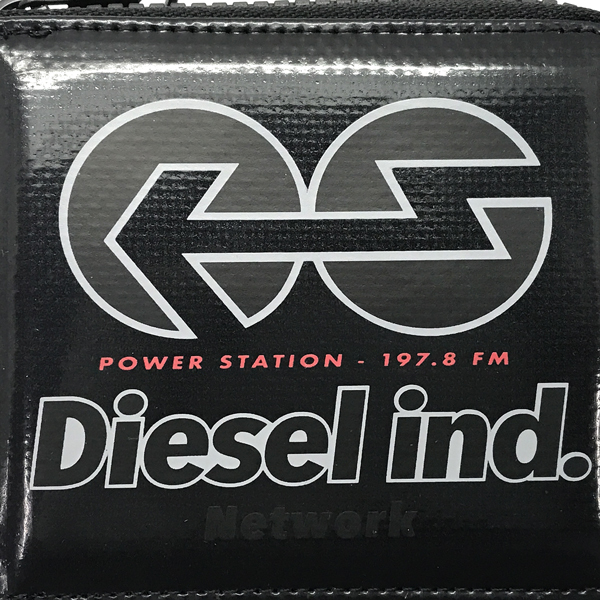 POWER STATION - 197.8 FM
Diesel ind.
Network